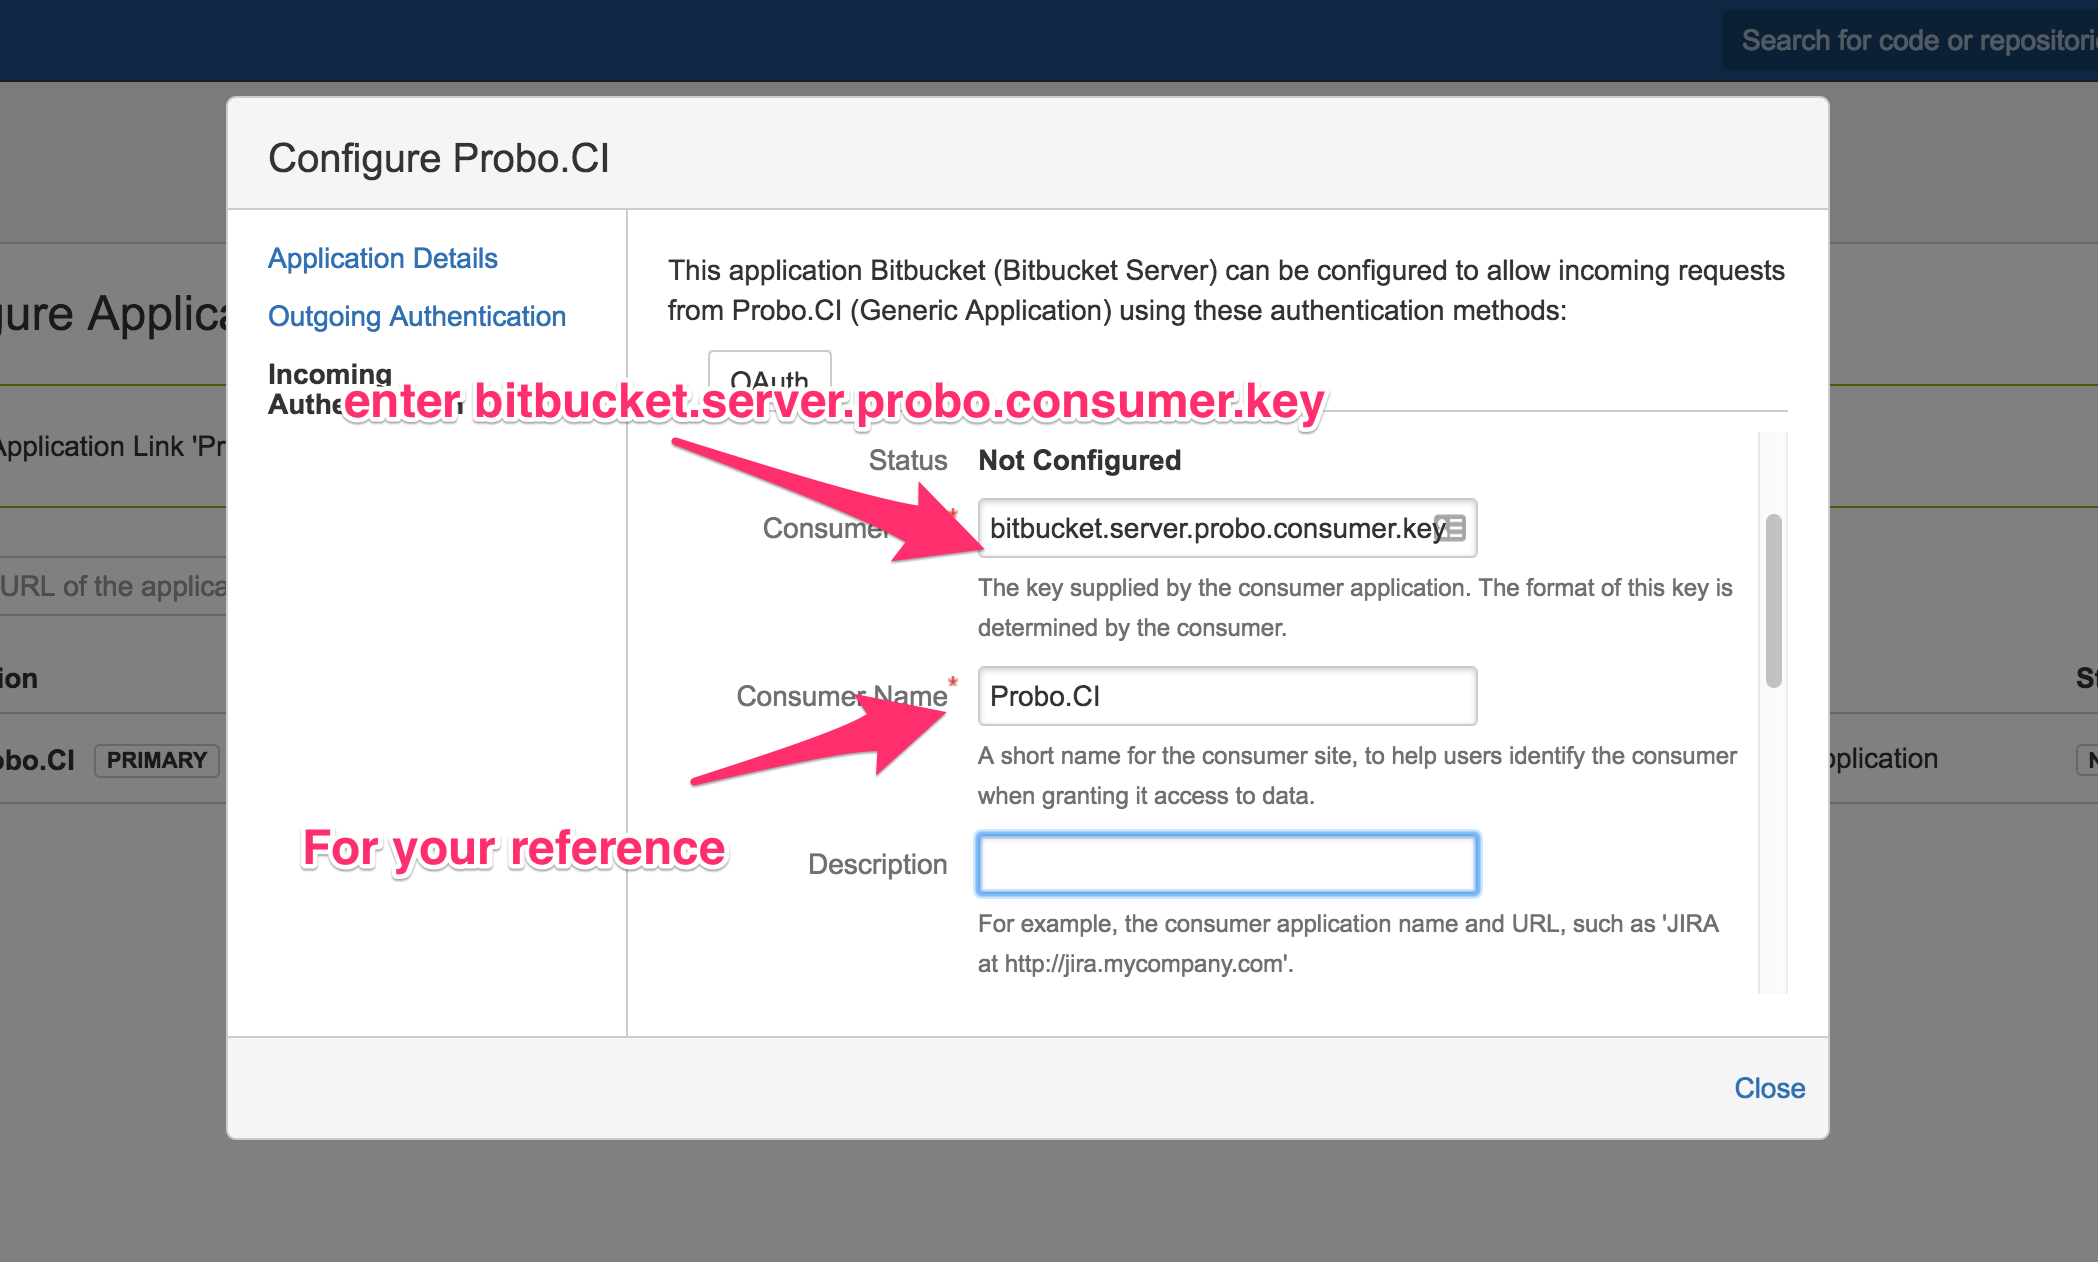 Search for code or repositori
Configure Probo.CI
Application Details
Outgoing Authentication
Incoming
This application Bitbucket (Bitbucket Server) can be configured to allow incoming requests
from Probo.CI (Generic Application) using these authentication methods:
OAuth
enter bitbucket.server.probo.consumer.key
Status Not Configured
Consumer * bitbucket.server.probo.consumer.key
The key supplied by the consumer application. The format of this key is
determined by the consumer.
Consumer Name * Probo.CI
A short name for the consumer site, to help users identify the consumer
when granting it access to data.
For your reference
Description
For example, the consumer application name and URL, such as 'JIRA
at http://jira.mycompany.com'.
Close
gure Applica
Application Link 'Pr
URL of the applica
ion
St
obo.CI PRIMARY
pplication
N